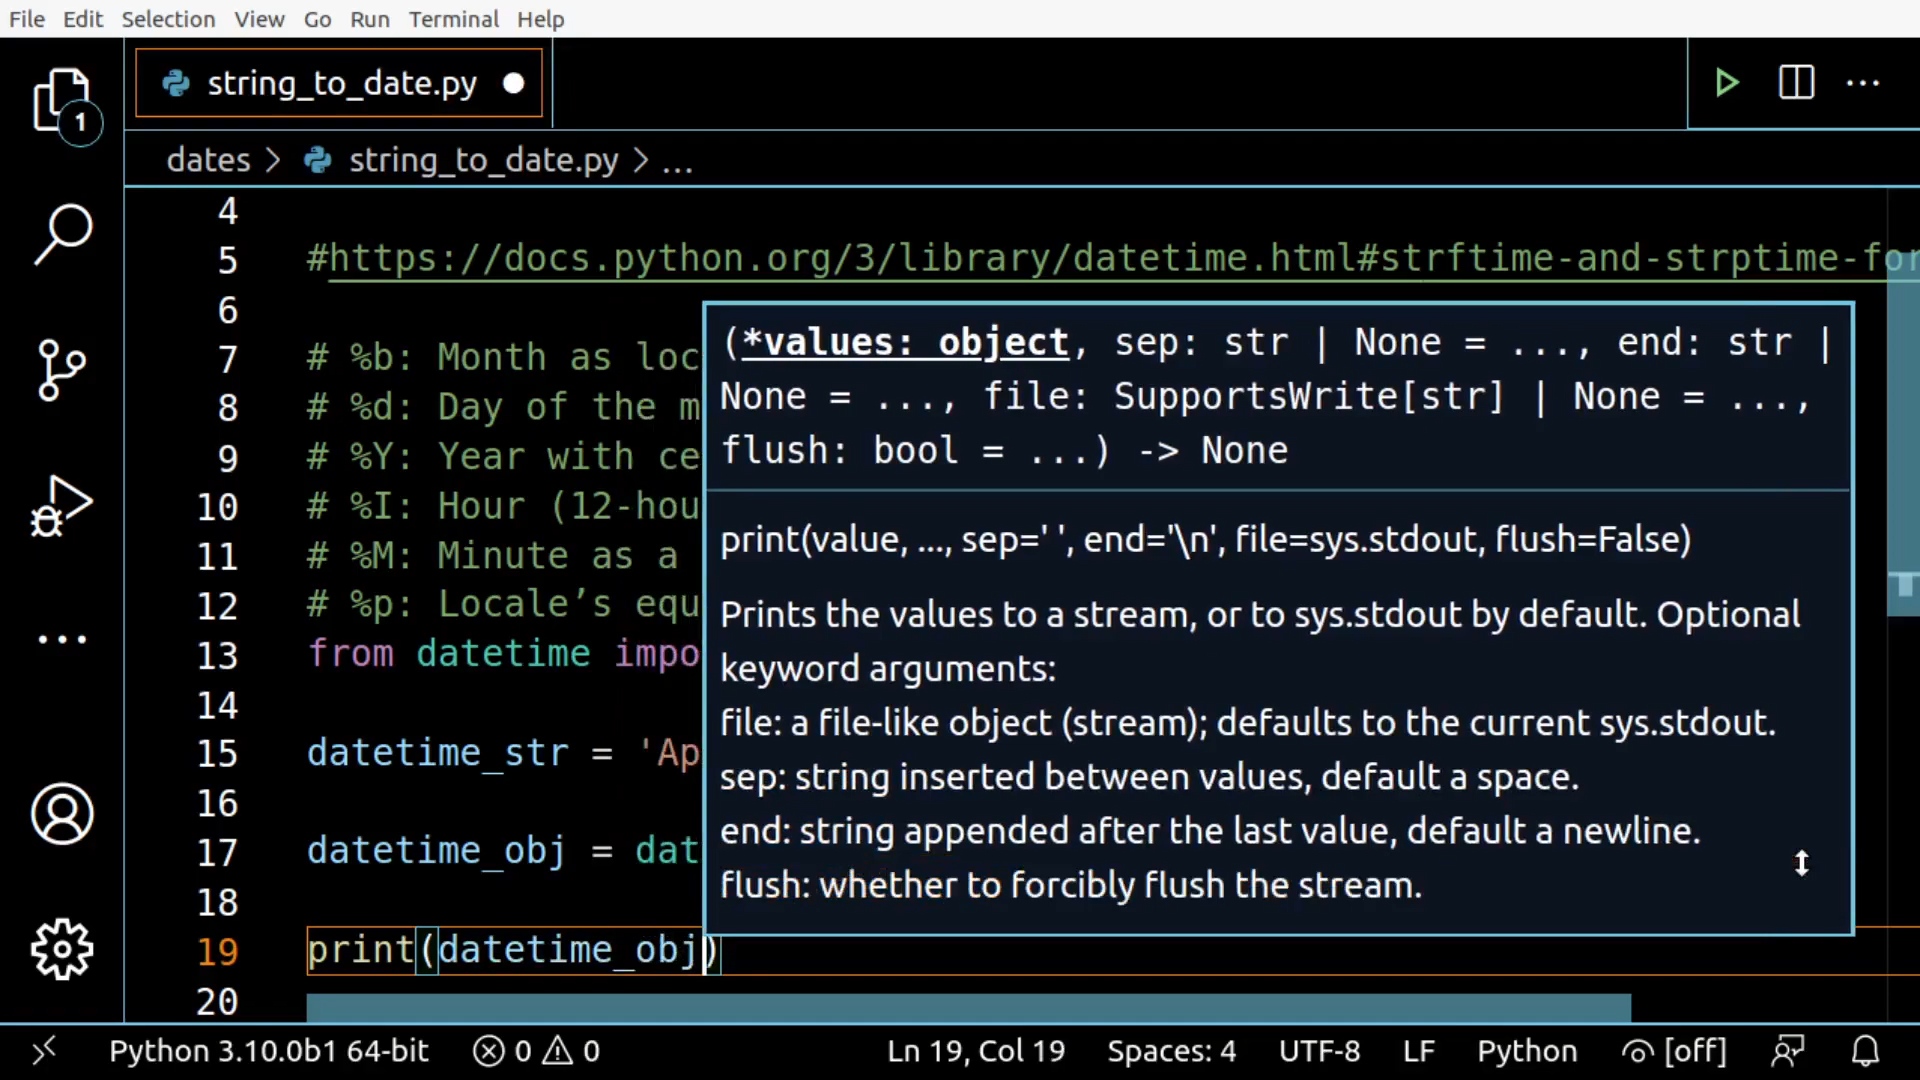 File Edit Selection View Go Run Terminal Help
string_to_date.py
1
dates > string_to_date.py > ...
4
5 #https://docs.python.org/3/library/datetime.html#strftime-and-strptime-for
6
7 # %b: Month as loc
8 # %d: Day of the m
9 # %Y: Year with ce
10 # %I: Hour (12-hou
11 # %M: Minute as a
12 # %p: Locale’s equ
13 from datetime impo
14
15 datetime_str = 'Ap
16
17 datetime_obj = dat
18
19 print(datetime_obj)
20
(*values: object, sep: str | None = ..., end: str |
None = ..., file: SupportsWrite[str] | None = ...,
flush: bool = ...) -> None
print(value, ..., sep=' ', end='\n', file=sys.stdout, flush=False)
Prints the values to a stream, or to sys.stdout by default. Optional
keyword arguments:
file: a file-like object (stream); defaults to the current sys.stdout.
sep: string inserted between values, default a space.
end: string appended after the last value, default a newline.
flush: whether to forcibly flush the stream.
Python 3.10.0b1 64-bit 0 0 Ln 19, Col 19 Spaces: 4 UTF-8 LF Python [off]